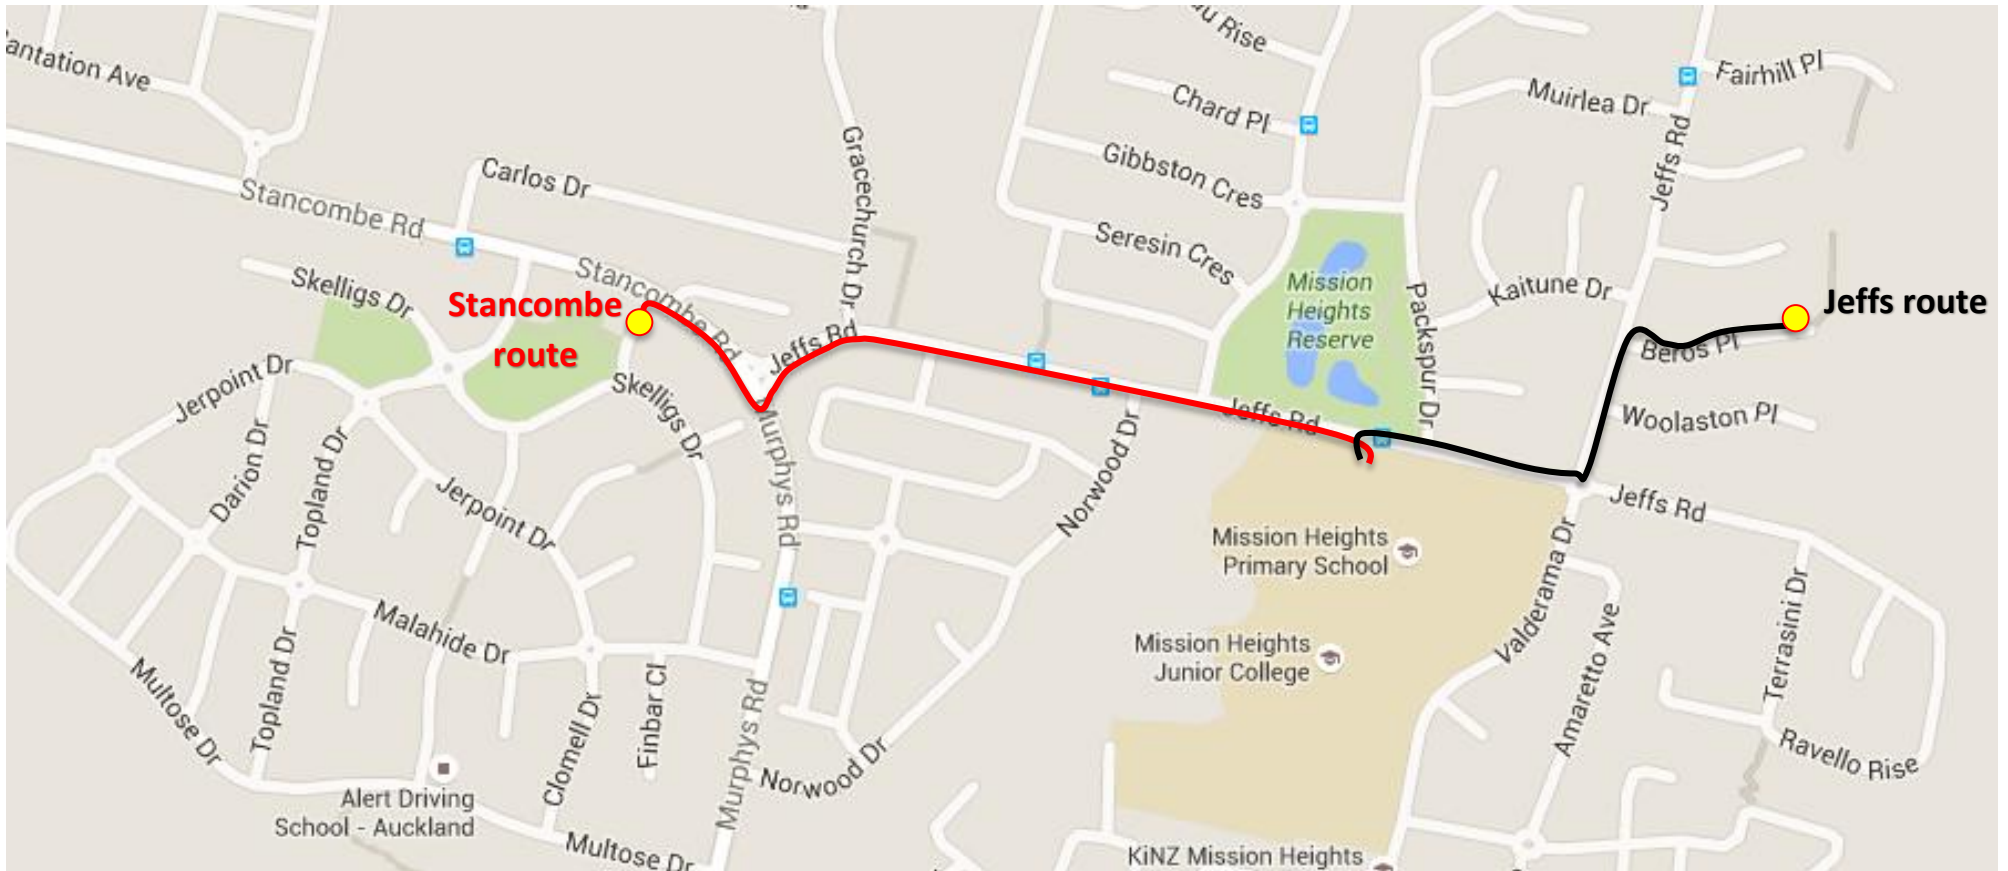 antation Ave
Stancombe Rd
Carlos Dr
Gracechurch Dr
Rise
Chard Pl
Gibbston Cres
Seresin Cres
Muirlea Dr
Fairhill Pl
Jeffs Rd
Kaitune Dr
Packspur Dr
Mission
Heights
Reserve
Skelligs Dr
Stancombe Rd
Stancombe
route
Jeffs Rd
Jeffs route
Beros Pl
Woolaston Pl
Jeffs Rd
Jeffs Rd
Jerpoint Dr
Darion Dr
Topland Dr
Jerpoint Dr
Skelligs Dr
Murphys Rd
Norwood Dr
Mission Heights
Primary School
Mission Heights
Junior College
Valderama Dr
Amaretto Ave
Terrasini Dr
Ravello Rise
Malahide Dr
Multose Dr
Topland Dr
Clomell Dr
Finbar Cl
Murphys Rd
Norwood Dr
Alert Driving
School - Auckland
Multose Dr
KiNZ Mission Heights